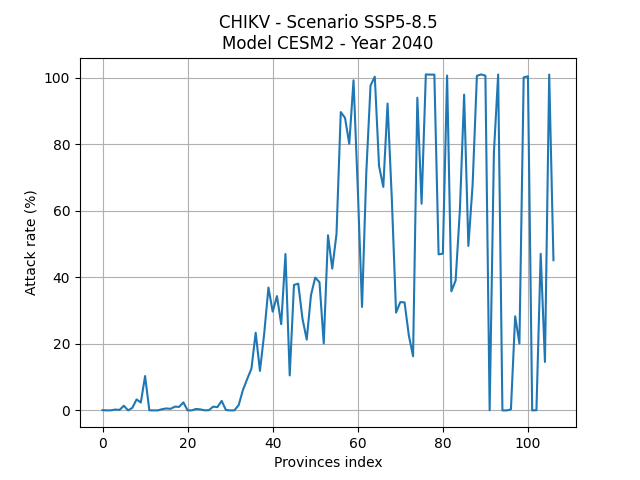 CHIKV - Scenario SSP5-8.5
Model CESM2 - Year 2040
Attack rate (%)
100
80
60
40
20
0
0 20 40 60 80 100
Provinces index